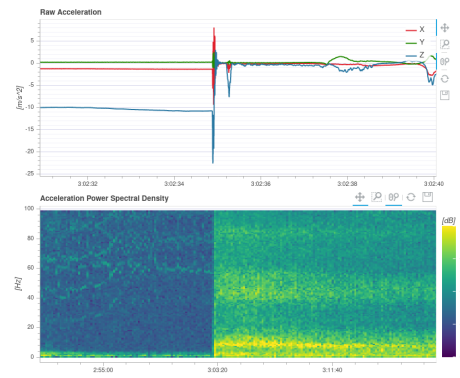 Raw Acceleration
X
Y
Z
5
0
-5
-10
-15
-20
-25
[m/s^2]
3:02:32
3:02:34
3:02:36
3:02:38
3:02:40
Acceleration Power Spectral Density
100
80
60
40
20
0
[Hz]
[dB]
2:55:00
3:03:20
3:11:40